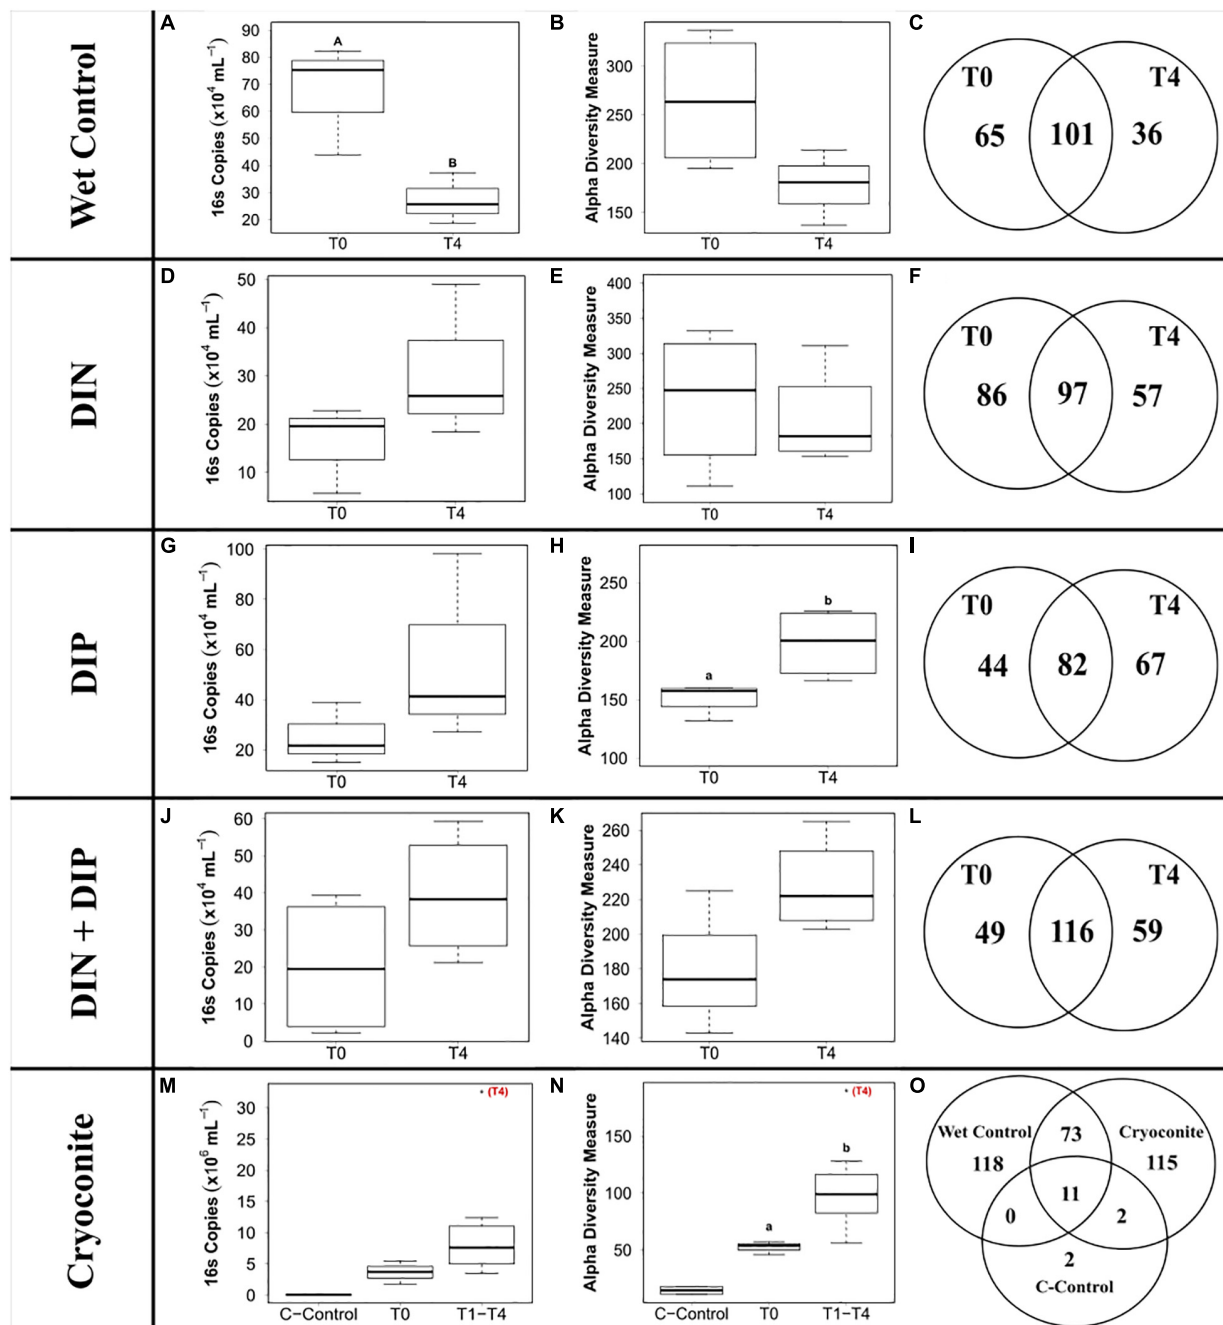 Wet Control
A
16s Copies (x10⁴ mL⁻¹)
90
80
70
60
50
40
30
20
A
B
T0
T4
B
Alpha Diversity Measure
300
250
200
150
T0
T4
C
T0
T4
65
101
36
DIN
D
16s Copies (x10⁴ mL⁻¹)
50
40
30
20
10
T0
T4
E
Alpha Diversity Measure
400
350
300
250
200
150
100
T0
T4
F
T0
T4
86
97
57
DIP
G
16s Copies (x10⁴ mL⁻¹)
100
80
60
40
20
T0
T4
H
Alpha Diversity Measure
250
200
150
100
a
b
T0
T4
I
T0
T4
44
82
67
DIN + DIP
J
16s Copies (x10⁴ mL⁻¹)
60
50
40
30
20
10
0
T0
T4
K
Alpha Diversity Measure
260
240
220
200
180
160
140
T0
T4
L
T0
T4
49
116
59
Cryoconite
M
16s Copies (x10⁶ mL⁻¹)
30
25
20
15
10
5
0
(T4)
C−Control
T0
T1−T4
N
Alpha Diversity Measure
150
100
50
(T4)
a
b
C−Control
T0
T1−T4
O
Wet Control
73
Cryoconite
118
115
11
0
2
2
C-Control